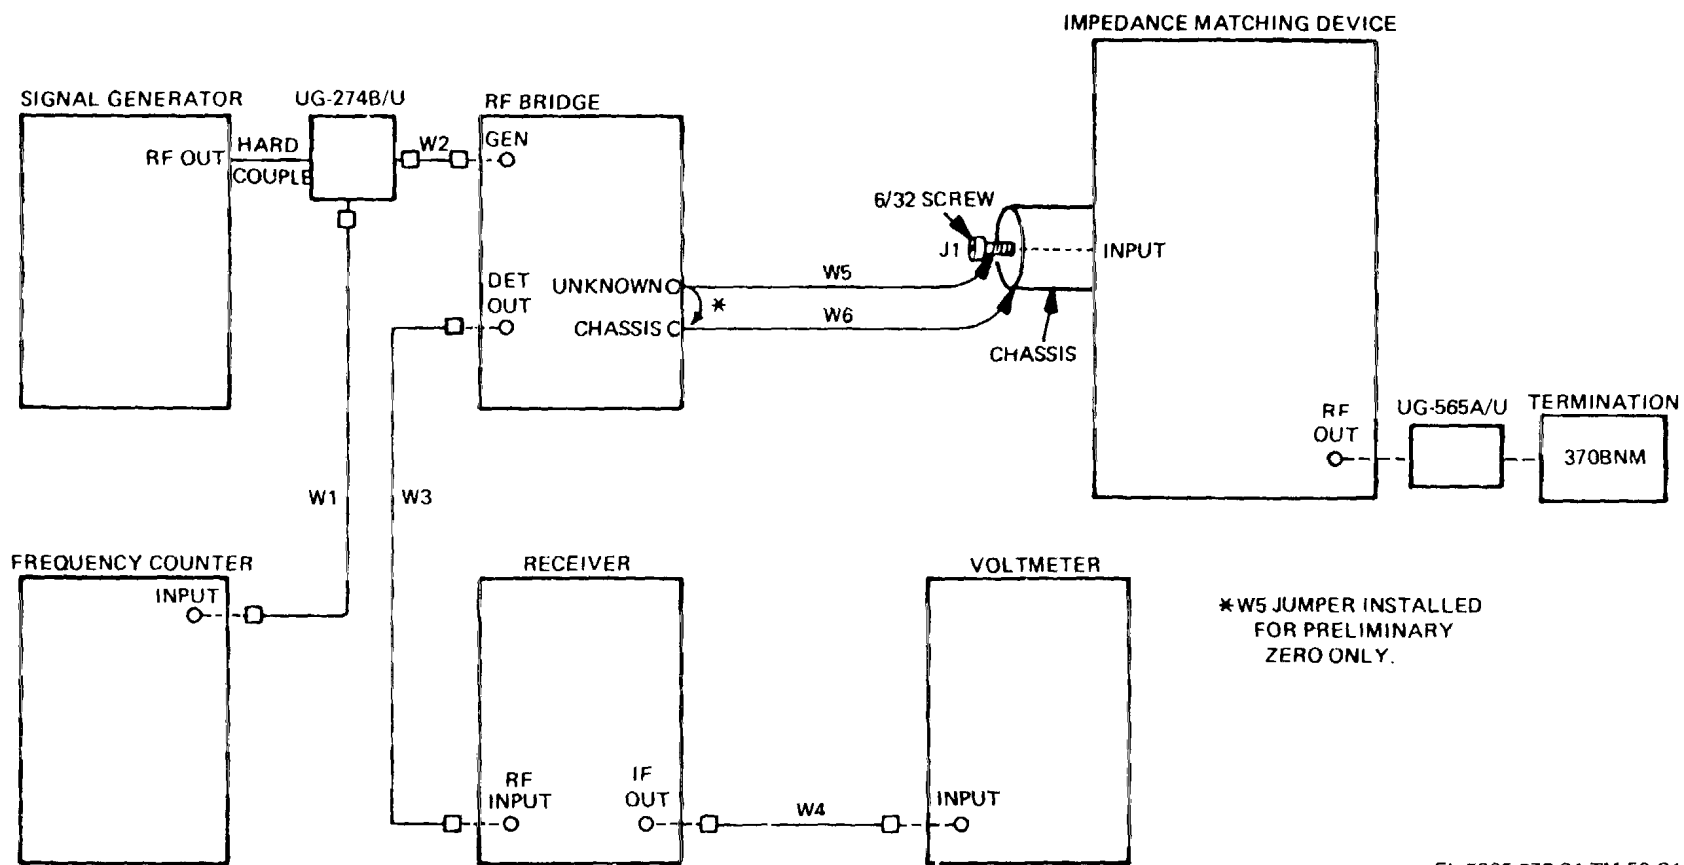 IMPEDANCE MATCHING DEVICE
SIGNAL GENERATOR
UG-274B/U
RF BRIDGE
RF OUT
HARD
COUPLE
W2
GEN
6/32 SCREW
J1
INPUT
DET
OUT
UNKNOWN
CHASSIS
*
W5
W6
CHASSIS
RF
OUT
UG-565A/U
TERMINATION
370BNM
W1
W3
FREQUENCY COUNTER
INPUT
RECEIVER
RF
INPUT
IF
OUT
W4
VOLTMETER
INPUT
*W5 JUMPER INSTALLED
FOR PRELIMINARY
ZERO ONLY.